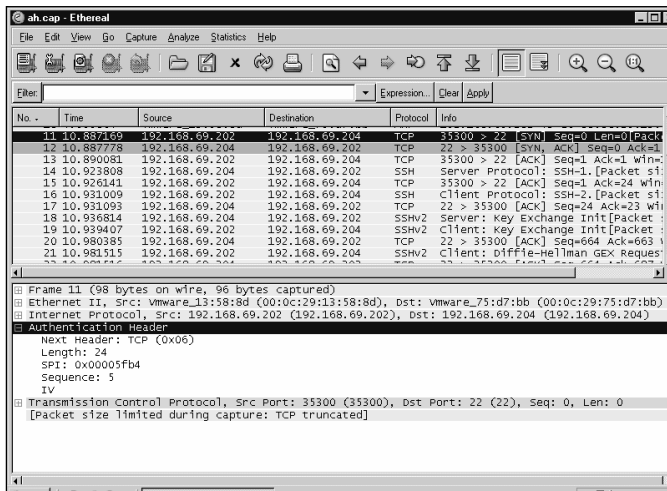 ah.cap - Ethereal
File Edit View Go Capture Analyze Statistics Help
Filter: Expression... Clear Apply
No. - Time Source Destination Protocol Info
11 10.887169 192.168.69.202 192.168.69.204 TCP 35300 > 22 [SYN] Seq=0 Len=0[Pack
12 10.887778 192.168.69.204 192.168.69.202 TCP 22 > 35300 [SYN, ACK] Seq=0 Ack=1
13 10.890081 192.168.69.202 192.168.69.204 TCP 35300 > 22 [ACK] Seq=1 Ack=1 Win=
14 10.923808 192.168.69.204 192.168.69.202 SSH Server Protocol: SSH-1.[Packet si
15 10.926141 192.168.69.202 192.168.69.204 TCP 35300 > 22 [ACK] Seq=1 Ack=24 Win
16 10.931009 192.168.69.202 192.168.69.204 SSH Client Protocol: SSH-2.[Packet si
17 10.931093 192.168.69.204 192.168.69.202 TCP 22 > 35300 [ACK] Seq=24 Ack=23 Wi
18 10.936814 192.168.69.204 192.168.69.202 SSHv2 Server: Key Exchange Init[Packet
19 10.939407 192.168.69.202 192.168.69.204 SSHv2 Client: Key Exchange Init[Packet
20 10.980385 192.168.69.204 192.168.69.202 TCP 22 > 35300 [ACK] Seq=664 Ack=663
21 10.981515 192.168.69.202 192.168.69.204 SSHv2 Client: Diffie-Hellman GEX Reques
Frame 11 (98 bytes on wire, 96 bytes captured)
Ethernet II, Src: Vmware_13:58:8d (00:0c:29:13:58:8d), Dst: Vmware_75:d7:bb (00:0c:29:75:d7:bb)
Internet Protocol, Src: 192.168.69.202 (192.168.69.202), Dst: 192.168.69.204 (192.168.69.204)
Authentication Header
Next Header: TCP (0x06)
Length: 24
SPI: 0x00005fb4
Sequence: 5
IV
Transmission Control Protocol, Src Port: 35300 (35300), Dst Port: 22 (22), Seq: 0, Len: 0
[Packet size limited during capture: TCP truncated]